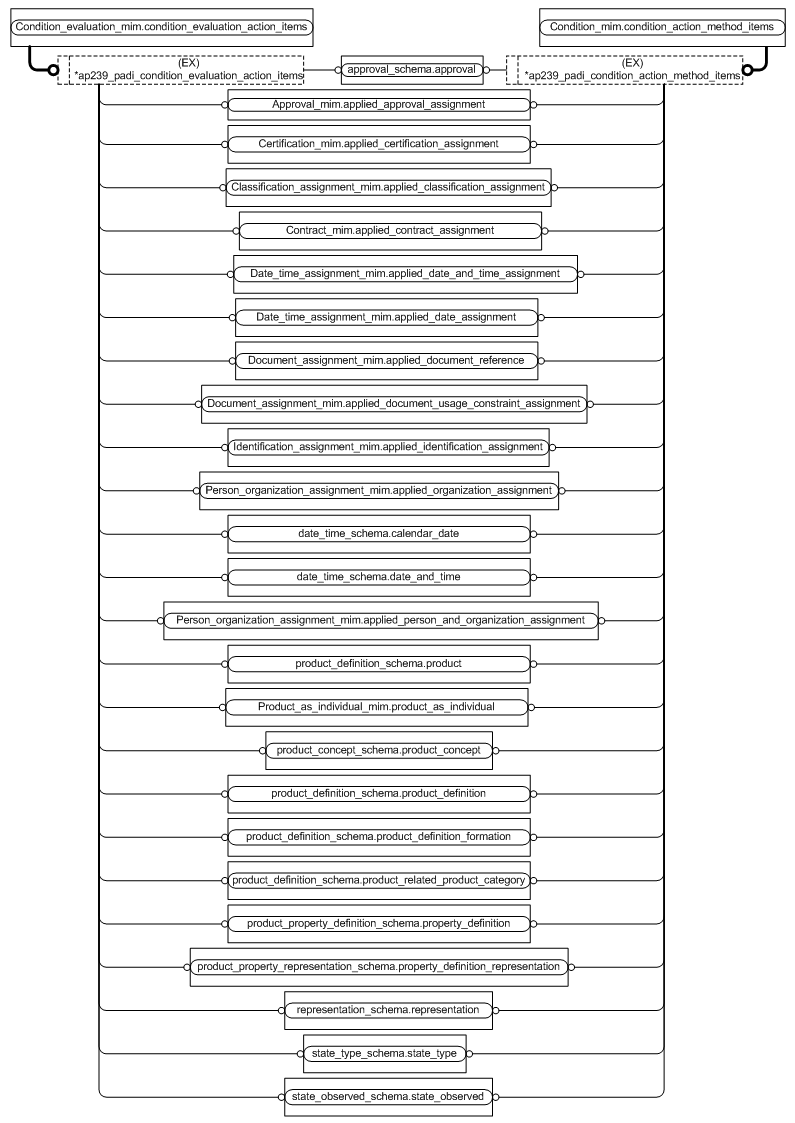 Condition_evaluation_mim.condition_evaluation_action_items
Condition_mim.condition_action_method_items
(EX)
*ap239_padi_condition_evaluation_action_items
approval_schema.approval
(EX)
*ap239_padi_condition_action_method_items
Approval_mim.applied_approval_assignment
Certification_mim.applied_certification_assignment
Classification_assignment_mim.applied_classification_assignment
Contract_mim.applied_contract_assignment
Date_time_assignment_mim.applied_date_and_time_assignment
Date_time_assignment_mim.applied_date_assignment
Document_assignment_mim.applied_document_reference
Document_assignment_mim.applied_document_usage_constraint_assignment
Identification_assignment_mim.applied_identification_assignment
Person_organization_assignment_mim.applied_organization_assignment
date_time_schema.calendar_date
date_time_schema.date_and_time
Person_organization_assignment_mim.applied_person_and_organization_assignment
product_definition_schema.product
Product_as_individual_mim.product_as_individual
product_concept_schema.product_concept
product_definition_schema.product_definition
product_definition_schema.product_definition_formation
product_definition_schema.product_related_product_category
product_property_definition_schema.property_definition
product_property_representation_schema.property_definition_representation
representation_schema.representation
state_type_schema.state_type
state_observed_schema.state_observed